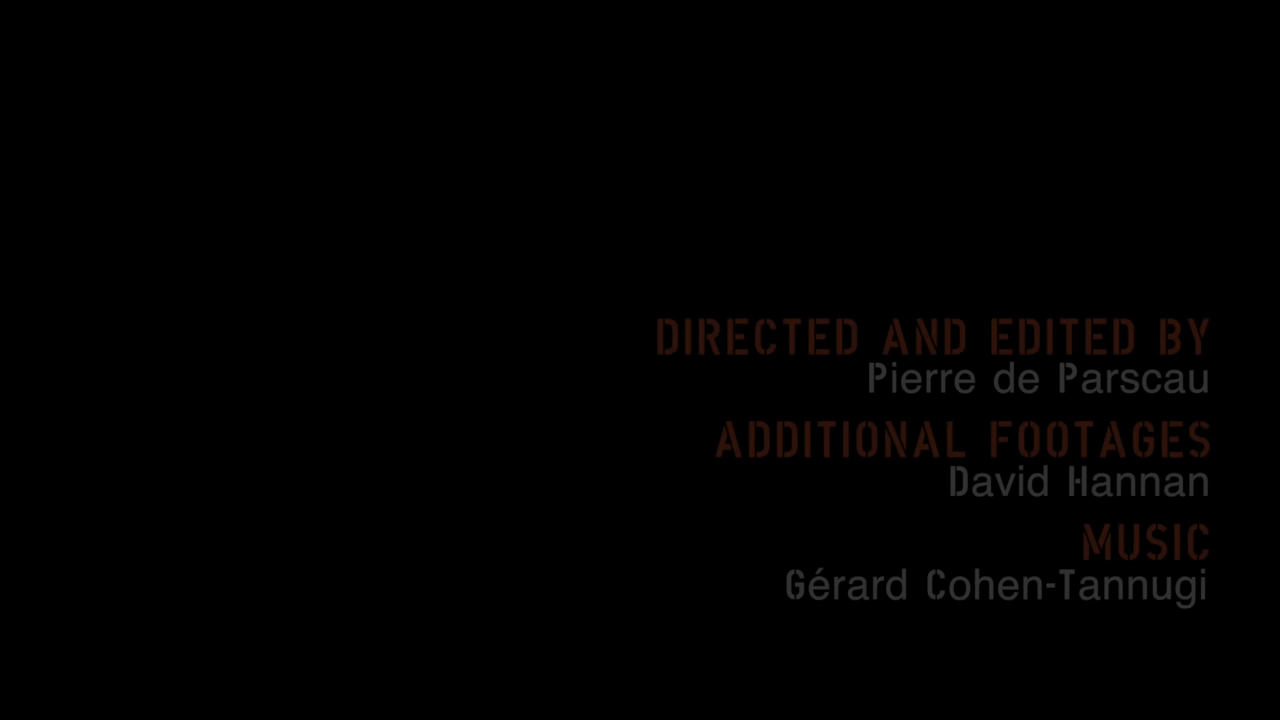 DIRECTED AND EDITED BY
Pierre de Parscau
ADDITIONAL FOOTAGES
David Hannan
MUSIC
Gérard Cohen-Tannugi